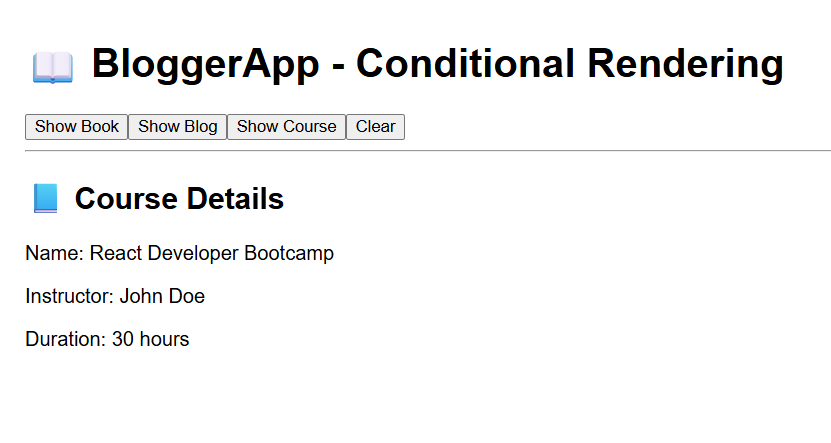 📖 BloggerApp - Conditional Rendering
Show Book Show Blog Show Course Clear
📘 Course Details
Name: React Developer Bootcamp
Instructor: John Doe
Duration: 30 hours